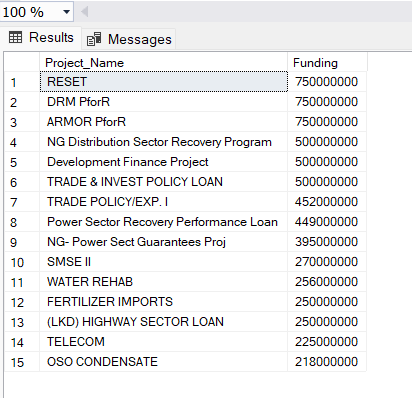 100 %
Results Messages
Project_Name Funding
1 RESET 750000000
2 DRM PforR 750000000
3 ARMOR PforR 750000000
4 NG Distribution Sector Recovery Program 500000000
5 Development Finance Project 500000000
6 TRADE & INVEST POLICY LOAN 500000000
7 TRADE POLICY/EXP. I 452000000
8 Power Sector Recovery Performance Loan 449000000
9 NG- Power Sect Guarantees Proj 395000000
10 SMSE II 270000000
11 WATER REHAB 256000000
12 FERTILIZER IMPORTS 250000000
13 (LKD) HIGHWAY SECTOR LOAN 250000000
14 TELECOM 225000000
15 OSO CONDENSATE 218000000